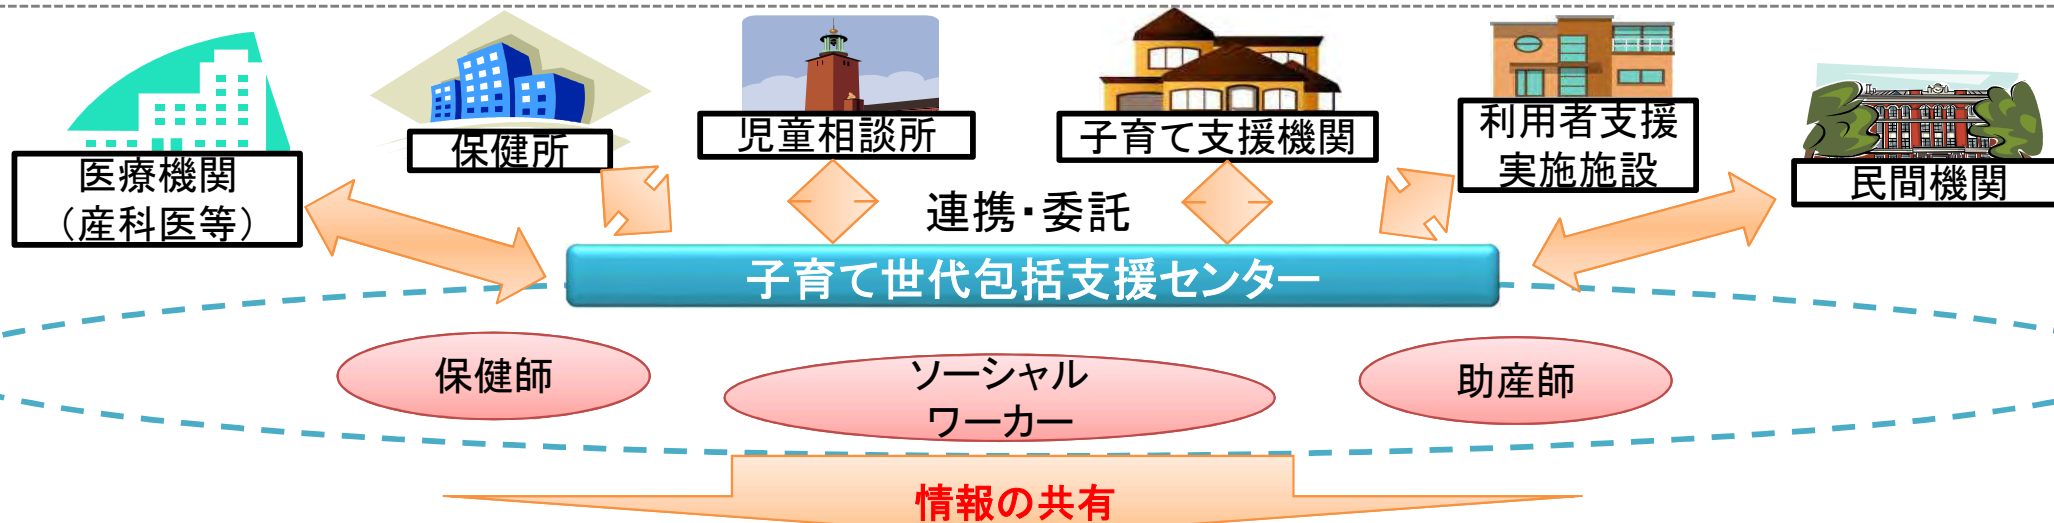 医療機関
（産科医等）
保健所
児童相談所
子育て支援機関
利用者支援
実施施設
民間機関
連携・委託
子育て世代包括支援センター
保健師
ソーシャル
ワーカー
助産師
情報の共有